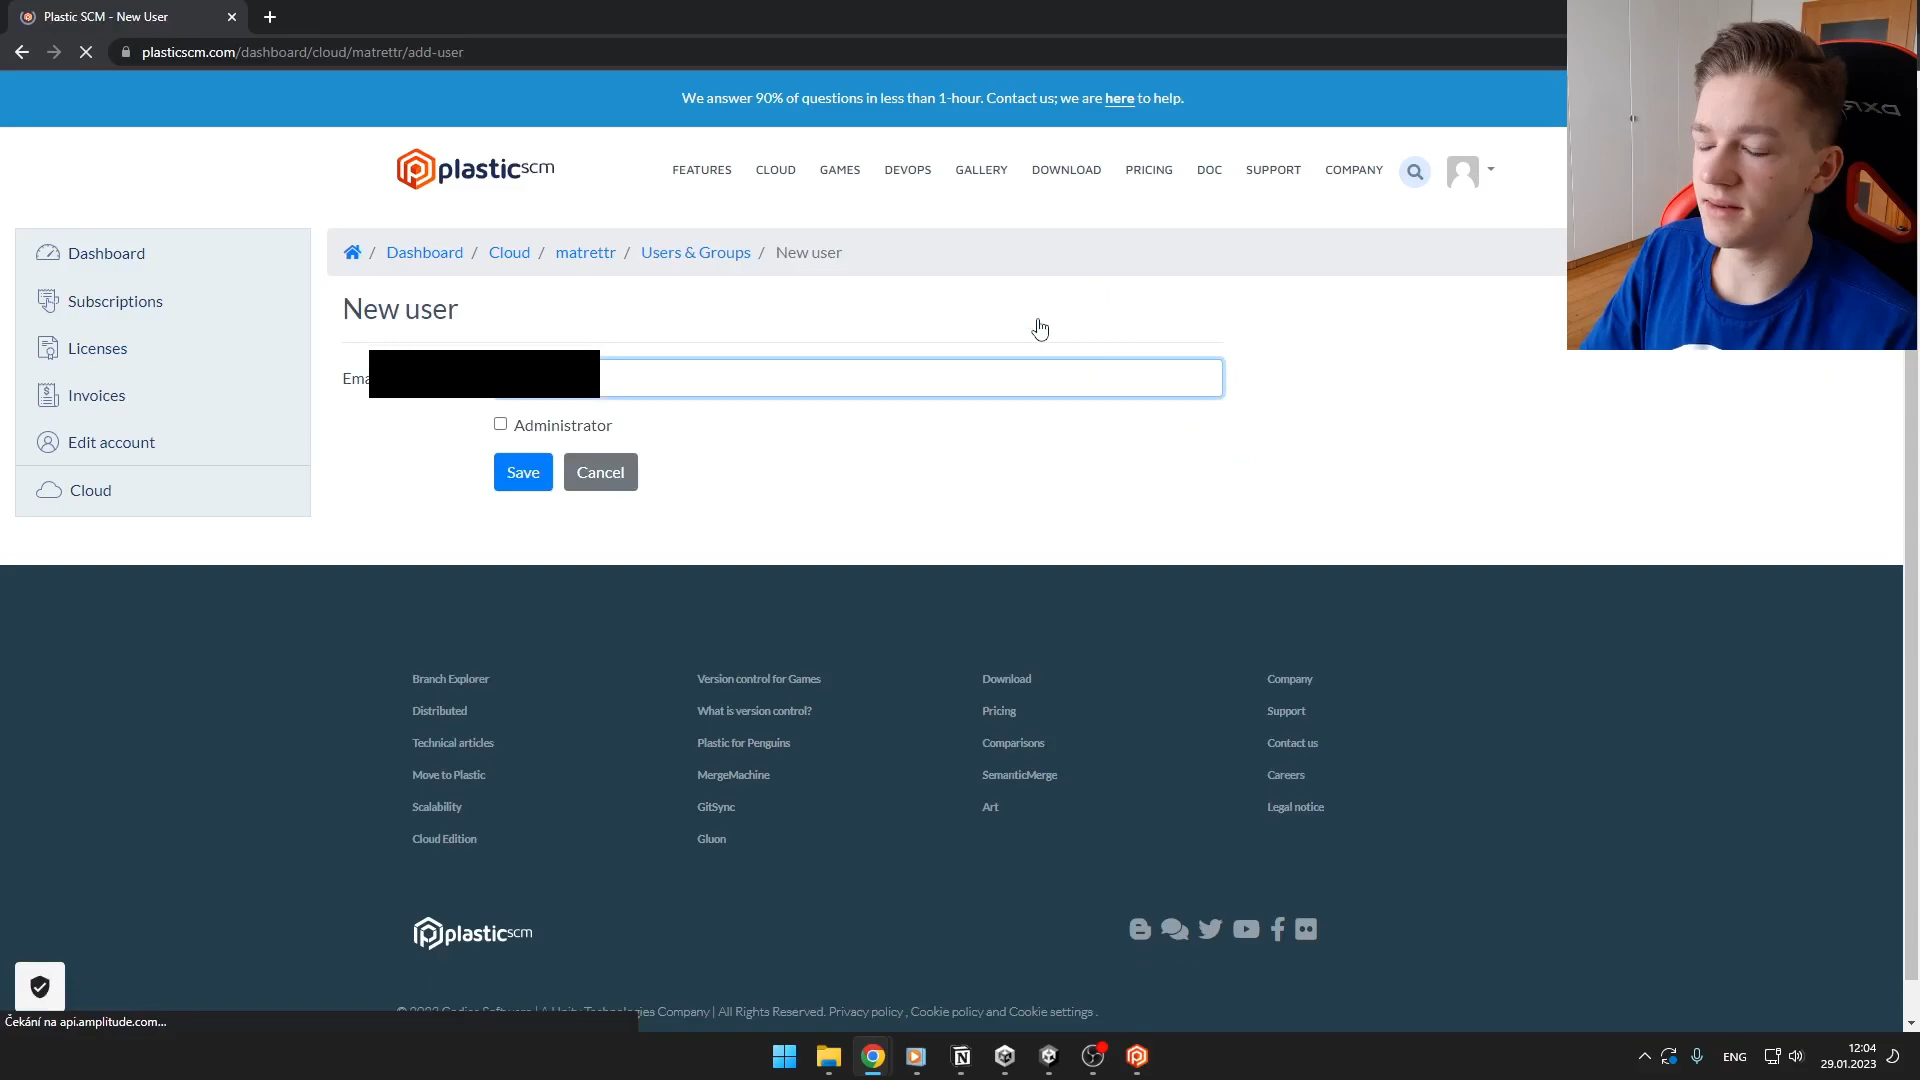 Plastic SCM - New User
plasticscm.com/dashboard/cloud/matrettr/add-user
We answer 90% of questions in less than 1-hour. Contact us; we are here to help.
plasticscm
FEATURES CLOUD GAMES DEVOPS GALLERY DOWNLOAD PRICING DOC SUPPORT COMPANY
DXR
Dashboard
Subscriptions
Licenses
Invoices
Edit account
Cloud
/ Dashboard / Cloud / matrettr / Users & Groups / New user
New user
Ema
Administrator
Save Cancel
Branch Explorer
Distributed
Technical articles
Move to Plastic
Scalability
Cloud Edition
Version control for Games
What is version control?
Plastic for Penguins
MergeMachine
GitSync
Gluon
Download
Pricing
Comparisons
SemanticMerge
Art
Company
Support
Contact us
Careers
Legal notice
plasticscm
Company | All Rights Reserved. Privacy policy , Cookie policy and Cookie settings .
Čekání na api.amplitude.com...
ENG
12:04
29.01.2023